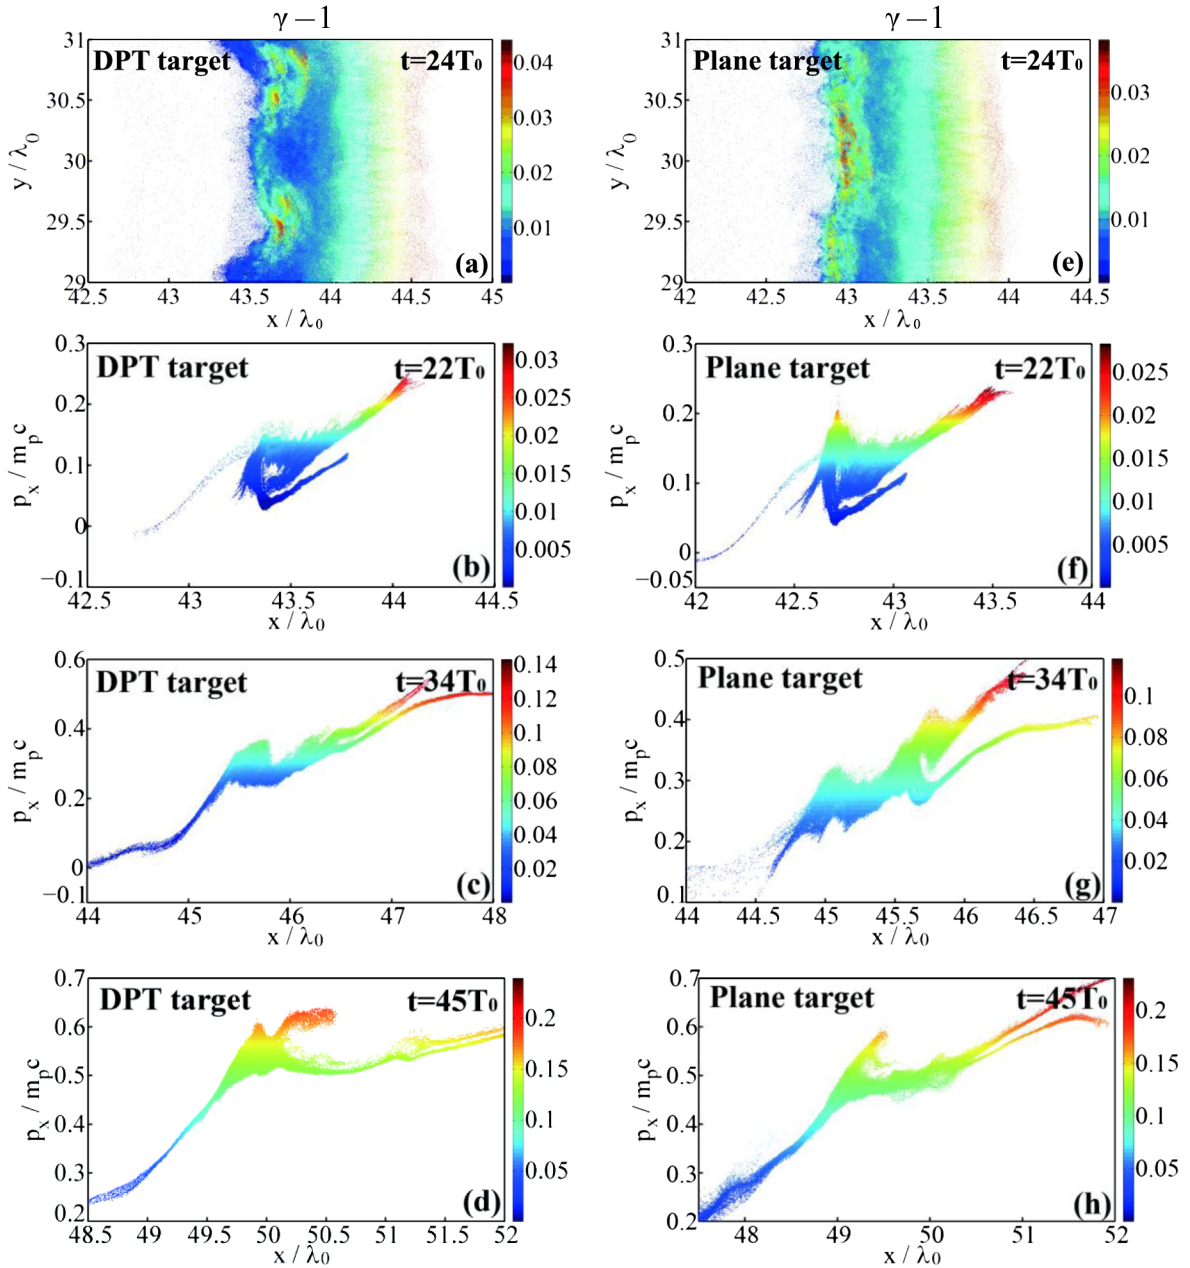 γ − 1
31
30.5
30
29.5
29
y / λ₀
DPT target
t=24T₀
(a)
42.5 43 43.5 44 44.5 45
x / λ₀
0.04
0.03
0.02
0.01
γ − 1
31
30.5
30
29.5
29
y / λ₀
Plane target
t=24T₀
(e)
42 42.5 43 43.5 44 44.5
x / λ₀
0.03
0.02
0.01
0.3
0.2
0.1
0
−0.1
pₓ / mₚc
DPT target
t=22T₀
(b)
42.5 43 43.5 44 44.5
x / λ₀
0.03
0.025
0.02
0.015
0.01
0.005
0.3
0.2
0.1
0
−0.05
pₓ / mₚc
Plane target
t=22T₀
(f)
42 42.5 43 43.5 44
x / λ₀
0.025
0.02
0.015
0.01
0.005
0.6
0.4
0.2
0
−0.1
pₓ / mₚc
DPT target
t=34T₀
(c)
44 45 46 47 48
x / λ₀
0.14
0.12
0.1
0.08
0.06
0.04
0.02
0.5
0.4
0.3
0.2
0.1
pₓ / mₚc
Plane target
t=34T₀
(g)
44 44.5 45 45.5 46 46.5 47
x / λ₀
0.1
0.08
0.06
0.04
0.02
0.7
0.6
0.5
0.4
0.3
0.2
pₓ / mₚc
DPT target
t=45T₀
(d)
48.5 49 49.5 50 50.5 51 51.5 52
x / λ₀
0.2
0.15
0.1
0.05
0.7
0.6
0.5
0.4
0.3
0.2
pₓ / mₚc
Plane target
t=45T₀
(h)
48 49 50 51 52
x / λ₀
0.2
0.15
0.1
0.05